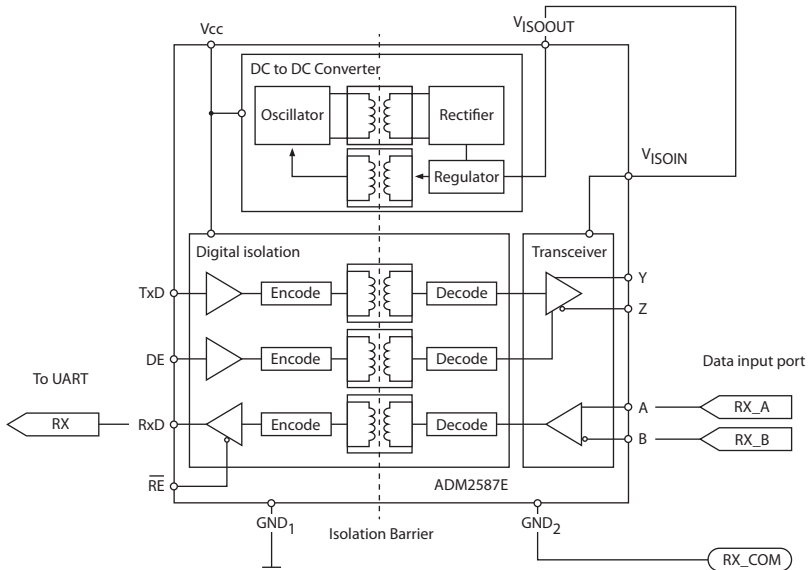 Vcc
VISOOUT
DC to DC Converter
Oscillator
Rectifier
Regulator
VISOIN
Digital isolation
Transceiver
TxD
Encode
Decode
Y
Z
DE
Encode
Decode
To UART
Data input port
RX
RxD
Encode
Decode
A
RX_A
B
RX_B
RE
ADM2587E
GND1
Isolation Barrier
GND2
RX_COM